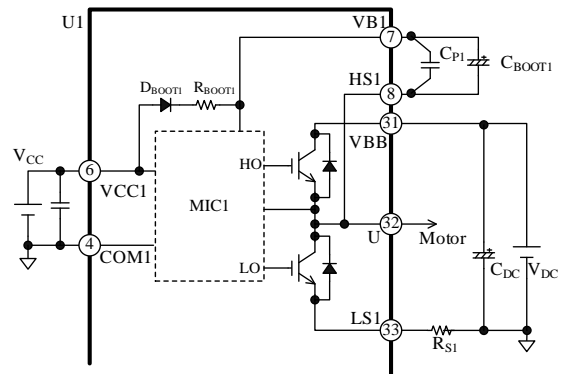 U1
VB1
7
CP1
CBOOT1
DBOOT1
RBOOT1
HS1
8
31
VBB
VCC
6
VCC1
HO
MIC1
32
U
Motor
4
COM1
LO
CDC
VDC
LS1
33
RS1